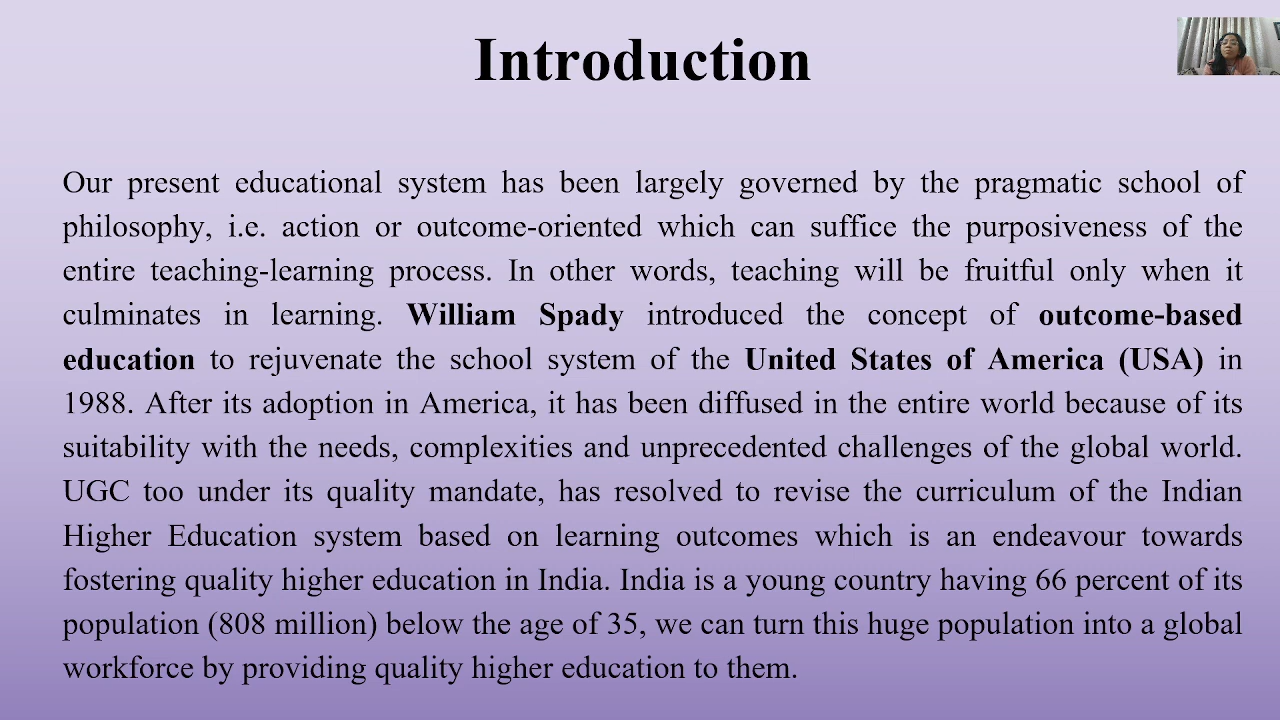 Introduction
Our present educational system has been largely governed by the pragmatic school of
philosophy, i.e. action or outcome-oriented which can suffice the purposiveness of the
entire teaching-learning process. In other words, teaching will be fruitful only when it
culminates in learning. William Spady introduced the concept of outcome-based
education to rejuvenate the school system of the United States of America (USA) in
1988. After its adoption in America, it has been diffused in the entire world because of its
suitability with the needs, complexities and unprecedented challenges of the global world.
UGC too under its quality mandate, has resolved to revise the curriculum of the Indian
Higher Education system based on learning outcomes which is an endeavour towards
fostering quality higher education in India. India is a young country having 66 percent of its
population (808 million) below the age of 35, we can turn this huge population into a global
workforce by providing quality higher education to them.